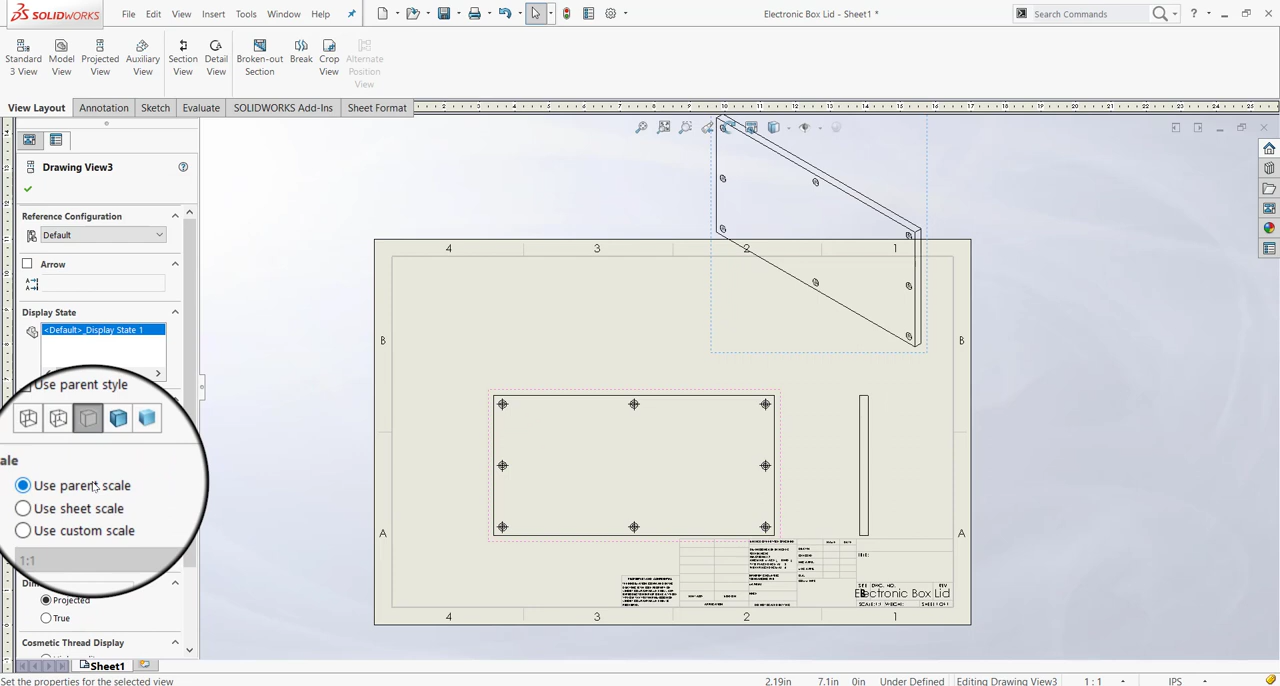 SOLIDWORKS File Edit View Insert Tools Window Help Electronic Box Lid - Sheet1 * Search Commands ?
Standard 3 View Model View Projected View Auxiliary View Section View Detail View Broken-out Section Break Crop View Alternate Position View
View Layout Annotation Sketch Evaluate SOLIDWORKS Add-Ins Sheet Format
Drawing View3
Reference Configuration
Default
Arrow
Display State
<Default>_Display State 1
Use parent style
ale
Use parent scale
Use sheet scale
Use custom scale
1:1
Projected
True
Cosmetic Thread Display
Sheet1
4 3 2 1
B B
A A
Electronic Box Lid
4 3 2 1
Set the properties for the selected view 2.19in 7.1in 0in Under Defined Editing Drawing View3 1 : 1 IPS